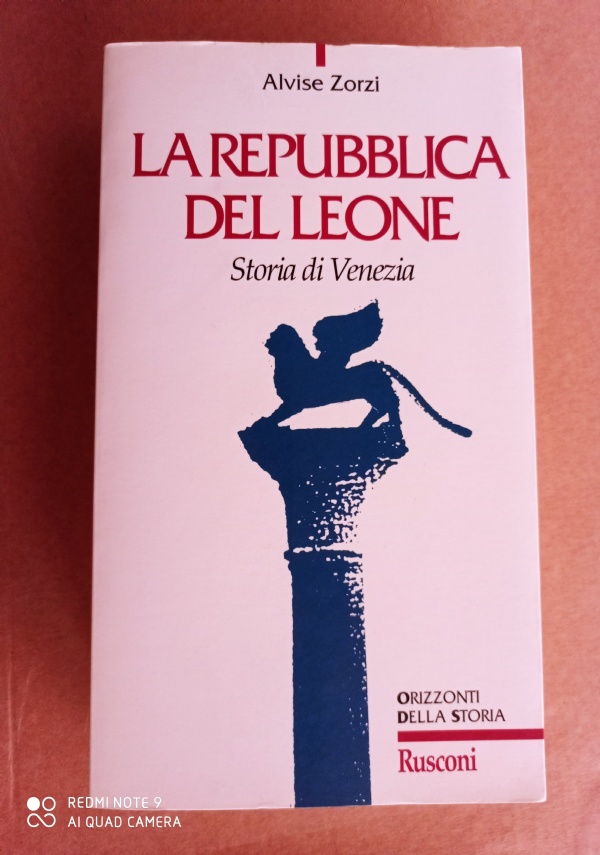 Alvise Zorzi
LA REPUBBLICA
DEL LEONE
Storia di Venezia
ORIZZONTI
DELLA STORIA
Rusconi
REDMI NOTE 9
AI QUAD CAMERA